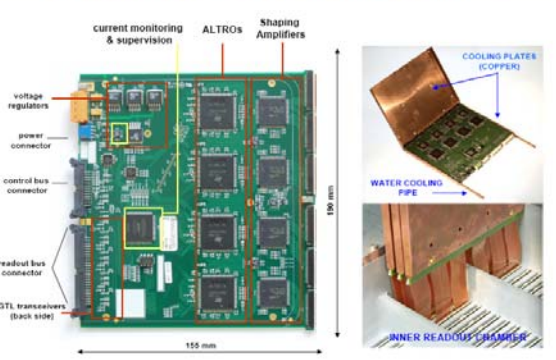 current monitoring
& supervision
ALTROs
Shaping
Amplifiers
voltage
regulators
power
connector
control bus
connector
readout bus
connector
GTL transceivers
(back side)
155 mm
190 mm
COOLING PLATES
(COPPER)
WATER COOLING
PIPE
INNER READOUT CHAMBER